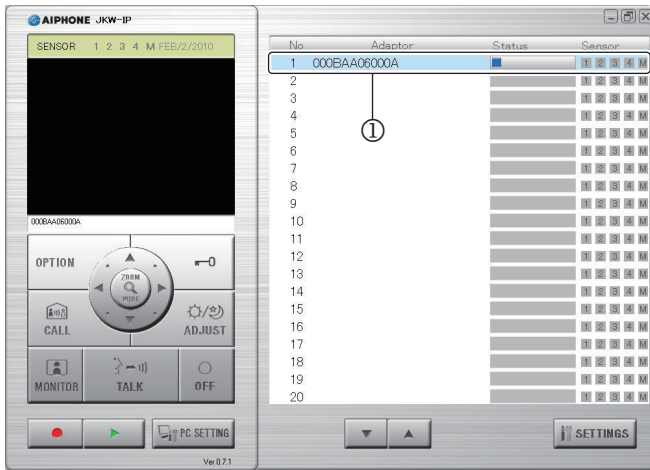 AIPHONE JKW-IP
SENSOR 1 2 3 4 M FEB/2/2010
000BAA06000A
OPTION
ZOOM
WIDE
CALL
ADJUST
MONITOR
TALK
OFF
PC SETTING
Ver 0.7.1
No Adaptor Status Sensor
1 000BAA06000A 1 2 3 4 M
①
2 1 2 3 4 M
3 1 2 3 4 M
4 1 2 3 4 M
5 1 2 3 4 M
6 1 2 3 4 M
7 1 2 3 4 M
8 1 2 3 4 M
9 1 2 3 4 M
10 1 2 3 4 M
11 1 2 3 4 M
12 1 2 3 4 M
13 1 2 3 4 M
14 1 2 3 4 M
15 1 2 3 4 M
16 1 2 3 4 M
17 1 2 3 4 M
18 1 2 3 4 M
19 1 2 3 4 M
20 1 2 3 4 M
SETTINGS